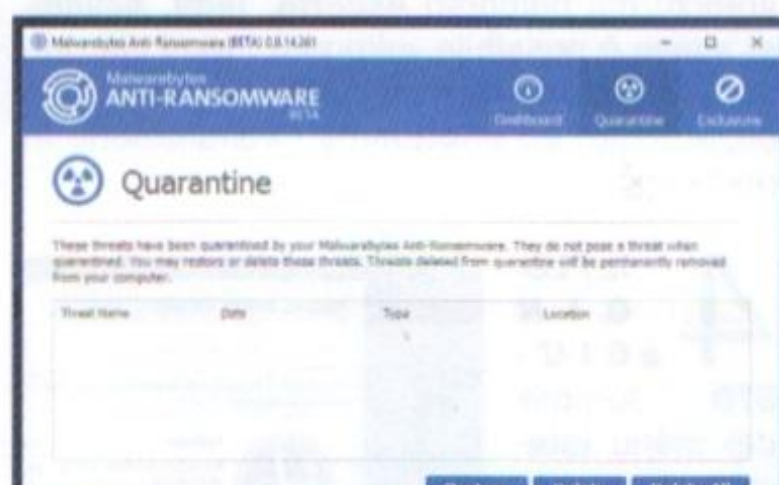 Malwarebytes Anti-Ransomware (BETA) 0.9.14.361
Malwarebytes
ANTI-RANSOMWARE
BETA
Dashboard
Quarantine
Exclusions
Quarantine
These threats have been quarantined by your Malwarebytes Anti-Ransomware. They do not pose a threat when
quarantined. You may restore or delete these threats. Threats deleted from quarantine will be permanently removed
from your computer.
Threat Name Date Type Location